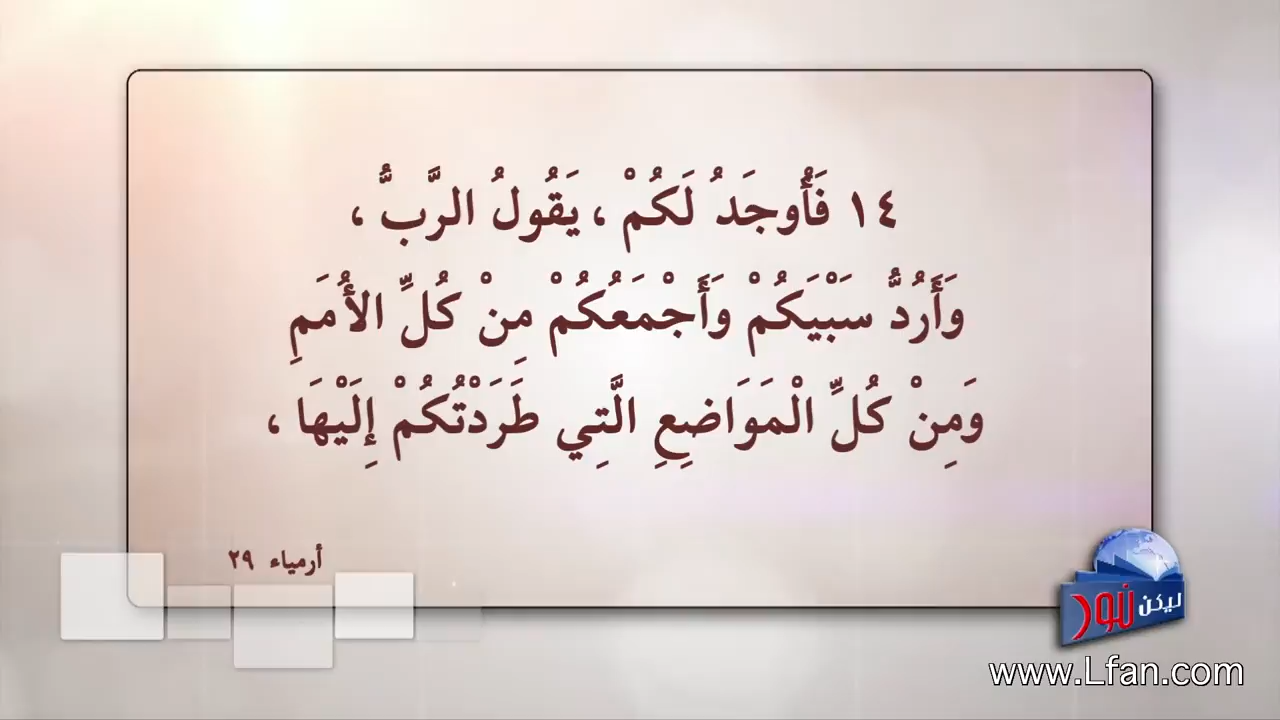 ١٤ فَأُوجَدُ لَكُمْ ، يَقُولُ الرَّبُّ ،
وَأَرُدُّ سَبْيَكُمْ وَأَجْمَعُكُمْ مِنْ كُلِّ الأُمَمِ
وَمِنْ كُلِّ الْمَوَاضِعِ الَّتِي طَرَدْتُكُمْ إِلَيْهَا ،
أرمياء ٢٩
ليكن نور
www.Lfan.com